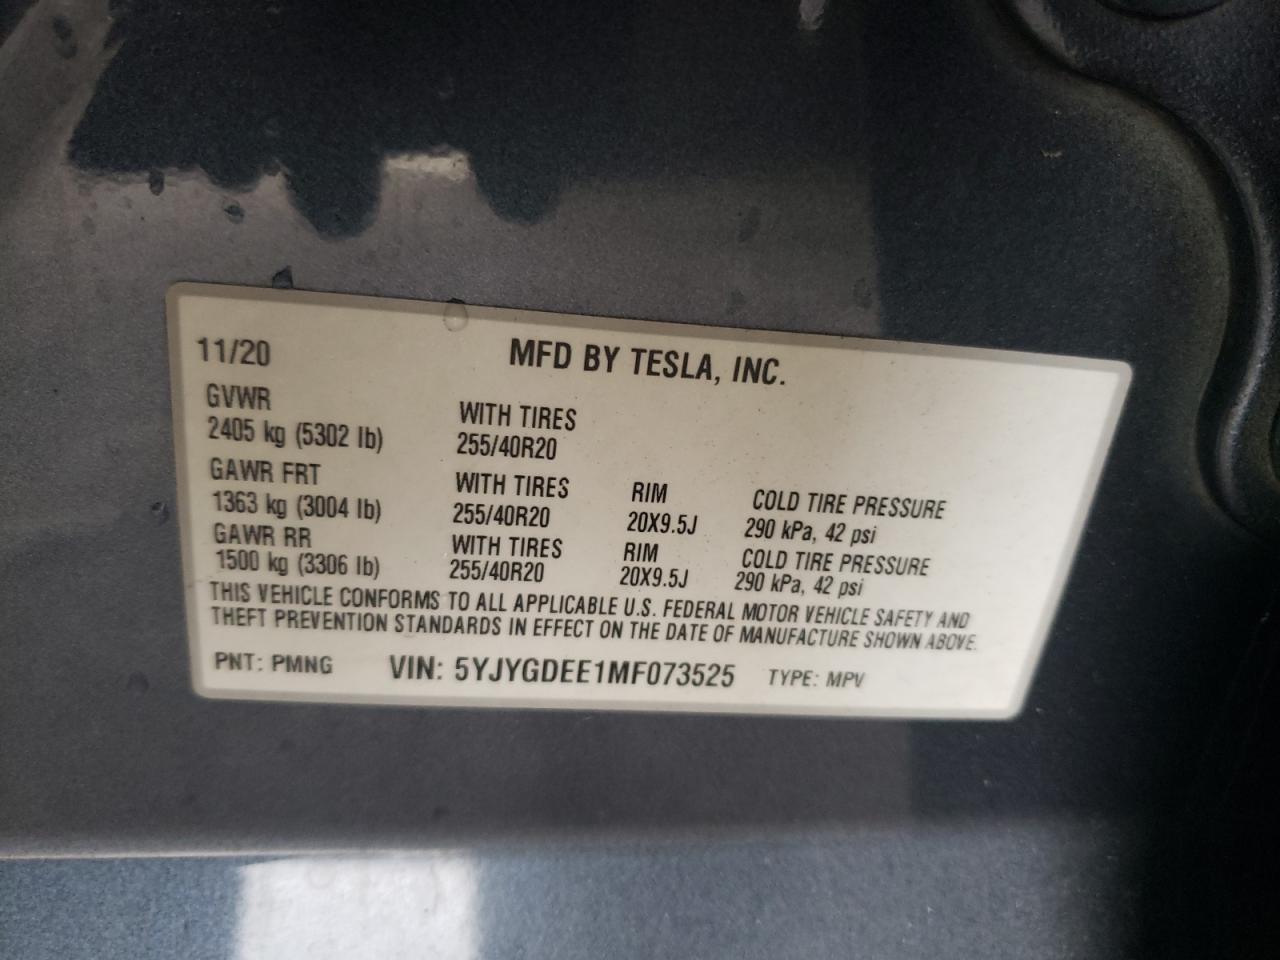 11/20 MFD BY TESLA, INC.
GVWR
2405 kg (5302 lb) WITH TIRES
255/40R20
GAWR FRT WITH TIRES RIM COLD TIRE PRESSURE
1363 kg (3004 lb) 255/40R20 20X9.5J 290 kPa, 42 psi
GAWR RR WITH TIRES RIM COLD TIRE PRESSURE
1500 kg (3306 lb) 255/40R20 20X9.5J 290 kPa, 42 psi
THIS VEHICLE CONFORMS TO ALL APPLICABLE U.S. FEDERAL MOTOR VEHICLE SAFETY AND
THEFT PREVENTION STANDARDS IN EFFECT ON THE DATE OF MANUFACTURE SHOWN ABOVE.
PNT: PMNG VIN: 5YJYGDEE1MF073525 TYPE: MPV